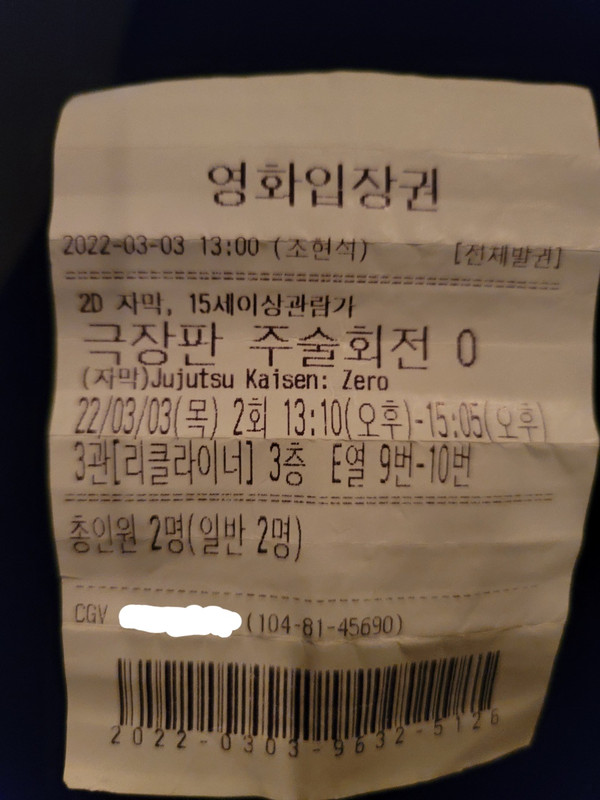 영화입장권
2022-03-03 13:00 (조현석) [전체발권]
2D 자막, 15세이상관람가
극장판 주술회전 0
(자막)Jujutsu Kaisen: Zero
22/03/03(목) 2회 13:10(오후)-15:05(오후)
3관[리클라이너] 3층 E열 9번-10번
총인원 2명(일반 2명)
CGV (104-81-45690)
2022-0303-9632-5126